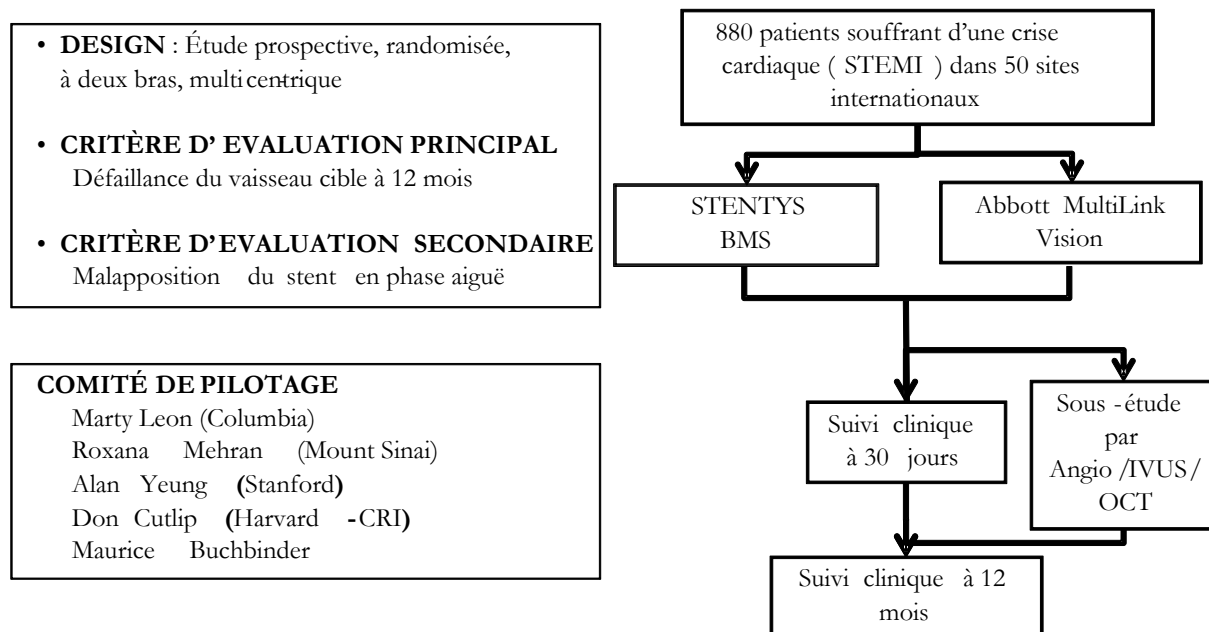 • DESIGN : Étude prospective, randomisée,
à deux bras, multicentrique
• CRITÈRE D' EVALUATION PRINCIPAL
Défaillance du vaisseau cible à 12 mois
• CRITÈRE D'EVALUATION SECONDAIRE
Malapposition du stent en phase aiguë
COMITÉ DE PILOTAGE
Marty Leon (Columbia)
Roxana Mehran (Mount Sinai)
Alan Yeung (Stanford)
Don Cutlip (Harvard -CRI)
Maurice Buchbinder
880 patients souffrant d'une crise
cardiaque ( STEMI ) dans 50 sites
internationaux
STENTYS
BMS
Abbott MultiLink
Vision
Suivi clinique
à 30 jours
Sous -étude
par
Angio /IVUS/
OCT
Suivi clinique à 12
mois